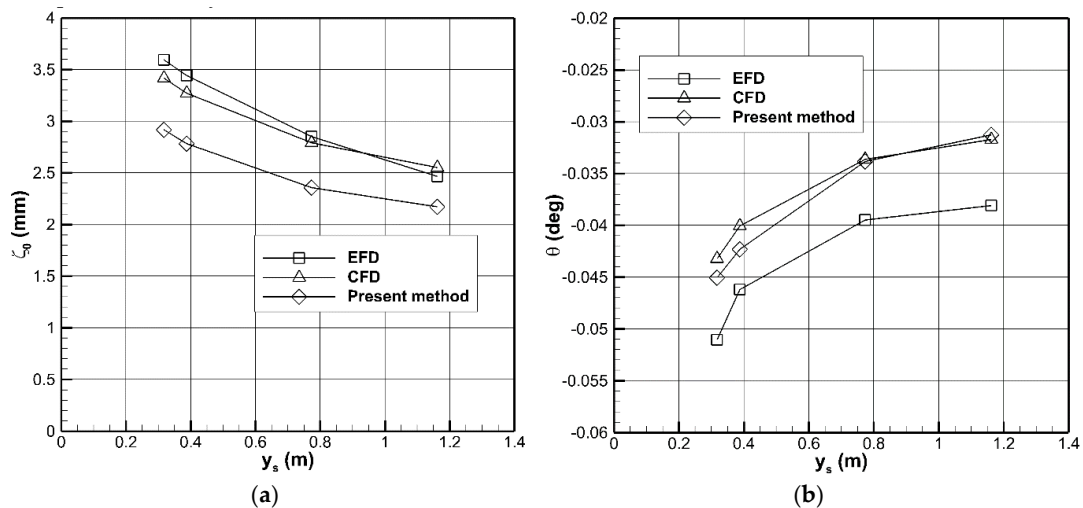 4
3.5
3
2.5
2
1.5
1
0.5
0
ζ₀ (mm)
EFD
CFD
Present method
0 0.2 0.4 0.6 0.8 1 1.2 1.4
yₛ (m)
(a)
-0.02
-0.025
-0.03
-0.035
-0.04
-0.045
-0.05
-0.055
-0.06
θ (deg)
EFD
CFD
Present method
0 0.2 0.4 0.6 0.8 1 1.2 1.4
yₛ (m)
(b)